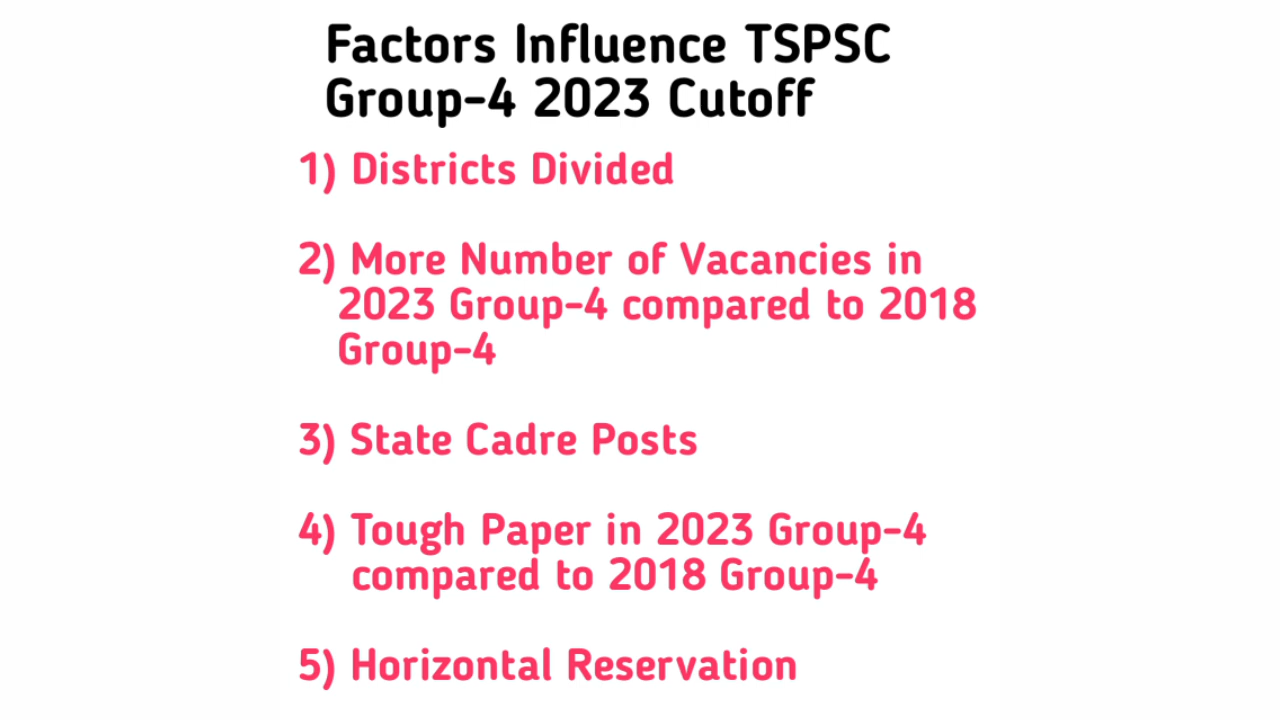 Factors Influence TSPSC
Group-4 2023 Cutoff
1) Districts Divided
2) More Number of Vacancies in
2023 Group-4 compared to 2018
Group-4
3) State Cadre Posts
4) Tough Paper in 2023 Group-4
compared to 2018 Group-4
5) Horizontal Reservation